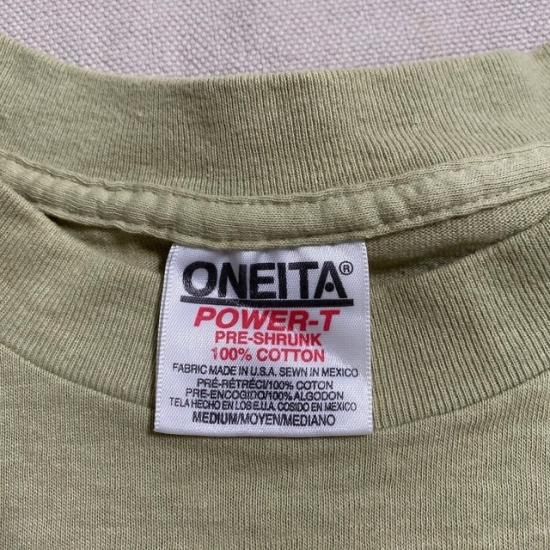 ONEITA®
POWER-T
PRE-SHRUNK
100% COTTON
FABRIC MADE IN U.S.A. SEWN IN MEXICO
PRÉ-RÉTRÉCI/100% COTON
PRE-ENCOGIDO/100% ALGODON
TELA HECHO EN LOS E.U.A. COSIDO EN MEXICO
MEDIUM/MOYEN/MEDIANO